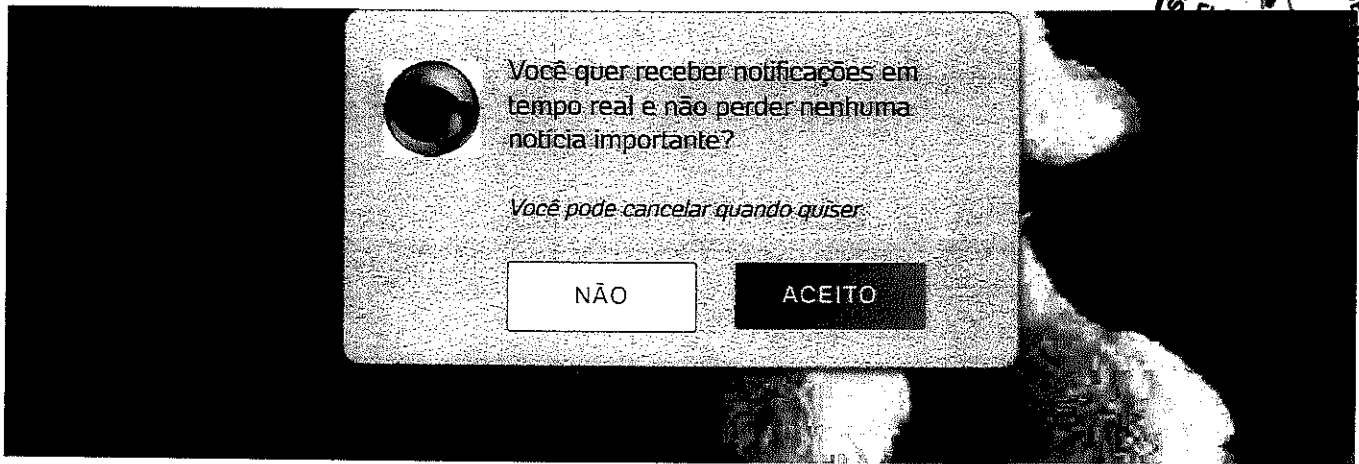 Você quer receber notificações em
tempo real e não perder nenhuma
notícia importante?
Você pode cancelar quando quiser
NÃO
ACEITO